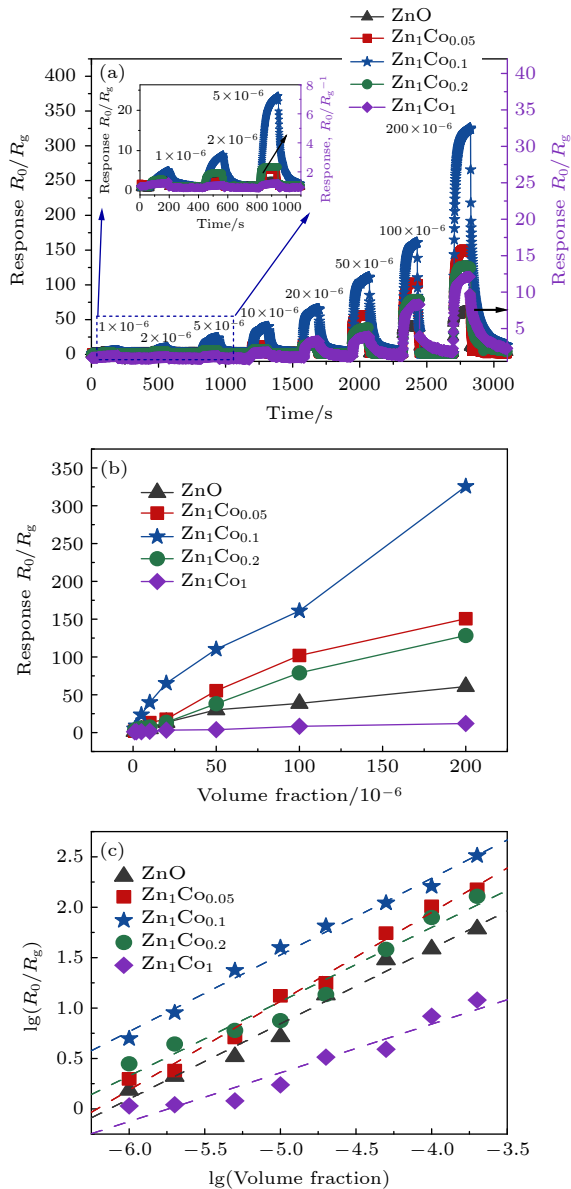 ZnO
Zn₁Co₀.₀₅
Zn₁Co₀.₁
Zn₁Co₀.₂
Zn₁Co₁
(a)
400
350
300
250
200
150
100
50
0
Response R₀/R_g
0
500
1000
1500
2000
2500
3000
Time/s
40
35
30
25
20
15
10
5
Response R₀/R_g
20
10
0
Response R₀/R_g
8
6
4
2
Response, R₀/R_g⁻¹
0
200
400
600
800
1000
Time/s
1×10⁻⁶
2×10⁻⁶
5×10⁻⁶
1×10⁻⁶
2×10⁻⁶
5×10⁻⁶
10×10⁻⁶
20×10⁻⁶
50×10⁻⁶
100×10⁻⁶
200×10⁻⁶
(b)
ZnO
Zn₁Co₀.₀₅
Zn₁Co₀.₁
Zn₁Co₀.₂
Zn₁Co₁
350
300
250
200
150
100
50
0
Response R₀/R_g
0
50
100
150
200
Volume fraction/10⁻⁶
(c)
ZnO
Zn₁Co₀.₀₅
Zn₁Co₀.₁
Zn₁Co₀.₂
Zn₁Co₁
2.5
2.0
1.5
1.0
0.5
0
lg(R₀/R_g)
−6.0
−5.5
−5.0
−4.5
−4.0
−3.5
lg(Volume fraction)